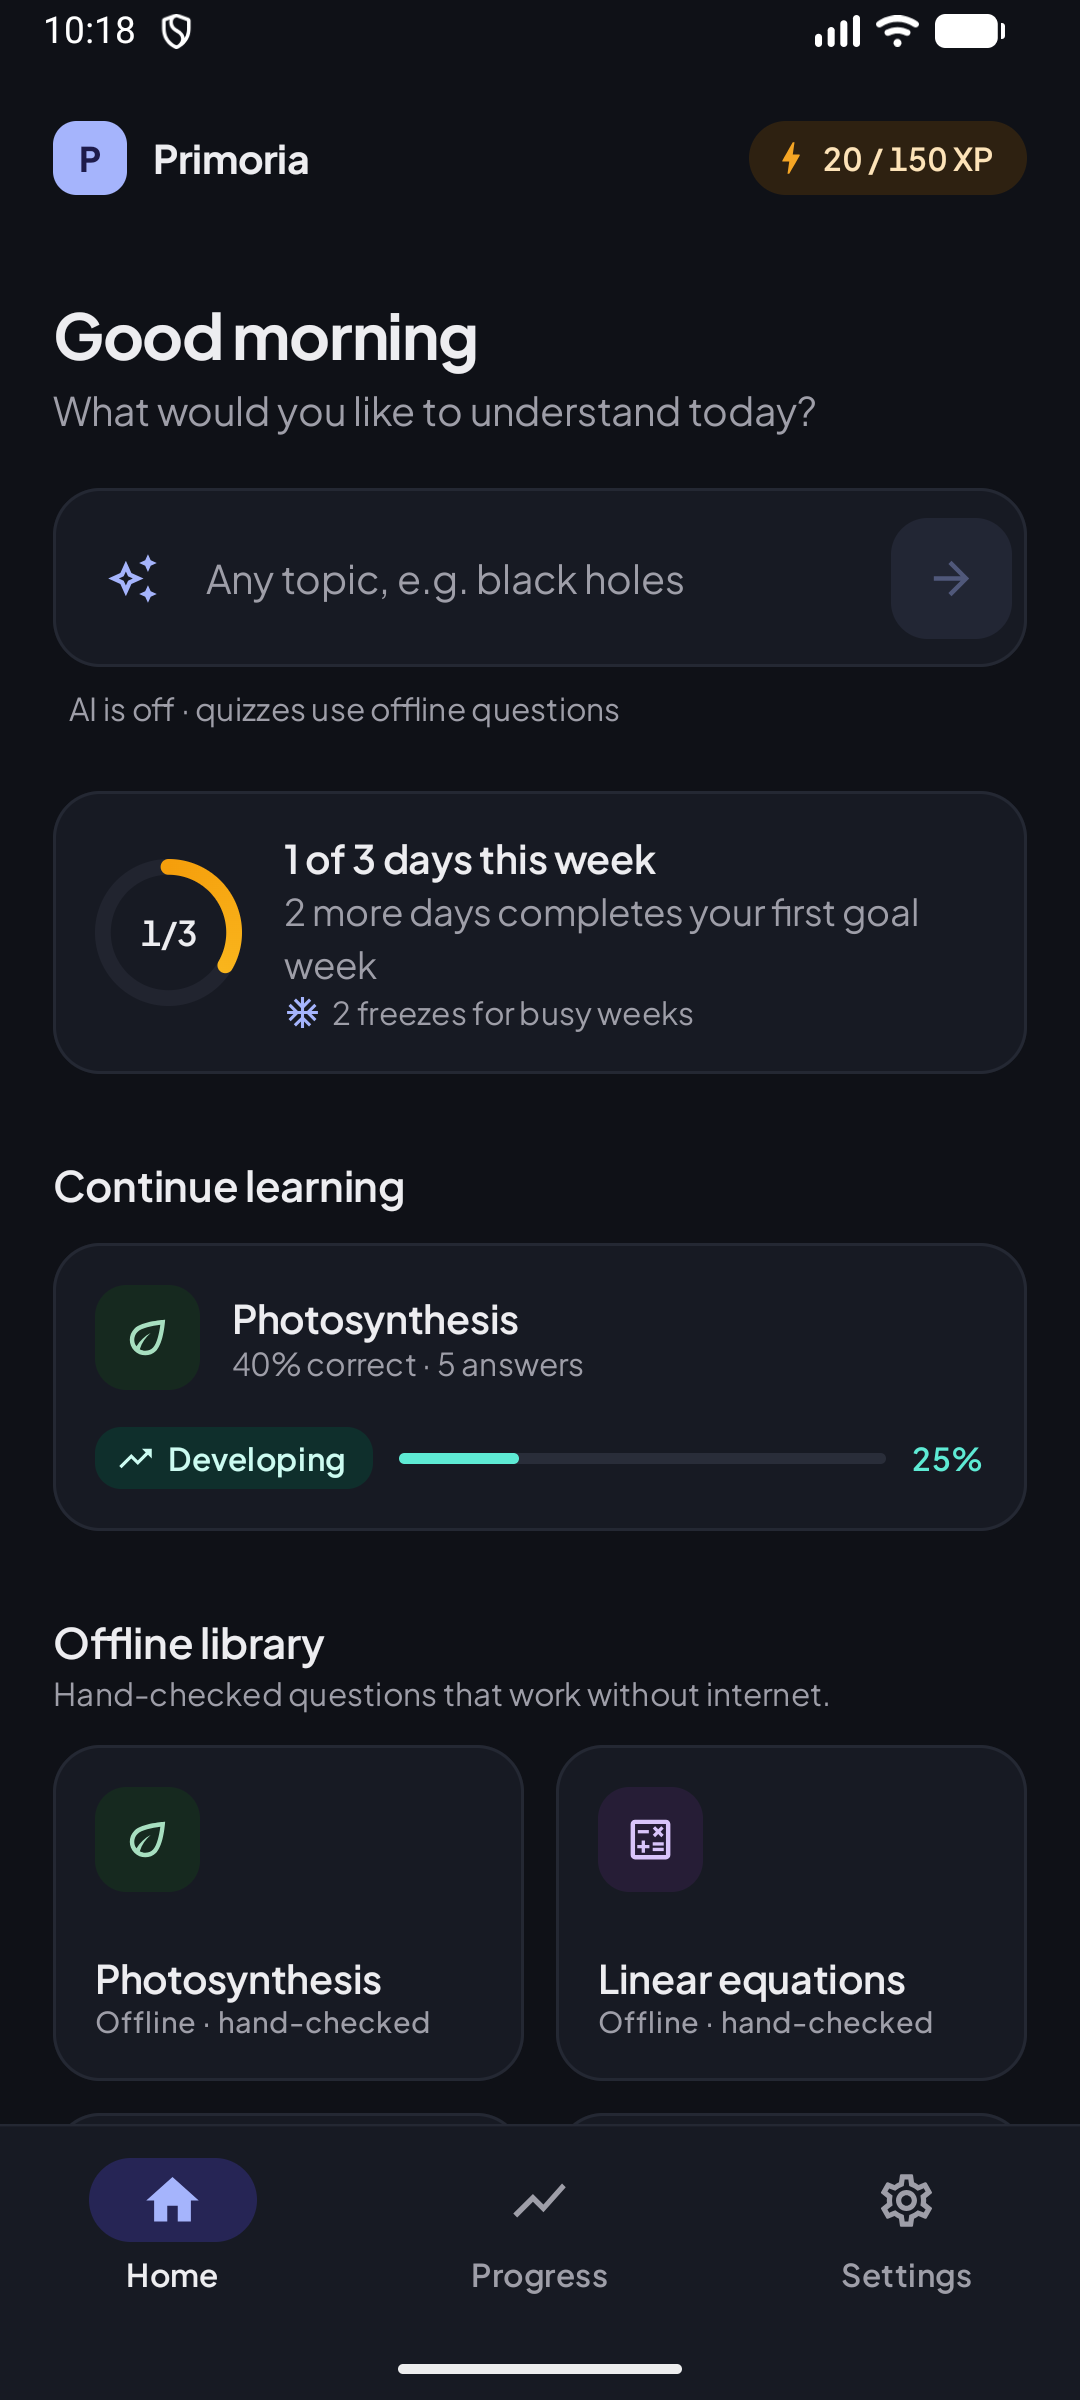 10:18
P
Primoria
20 / 150 XP
Good morning
What would you like to understand today?
Any topic, e.g. black holes
AI is off · quizzes use offline questions
1/3
1 of 3 days this week
2 more days completes your first goal
week
2 freezes for busy weeks
Continue learning
Photosynthesis
40% correct · 5 answers
Developing
25%
Offline library
Hand-checked questions that work without internet.
Photosynthesis
Offline · hand-checked
Linear equations
Offline · hand-checked
Home
Progress
Settings